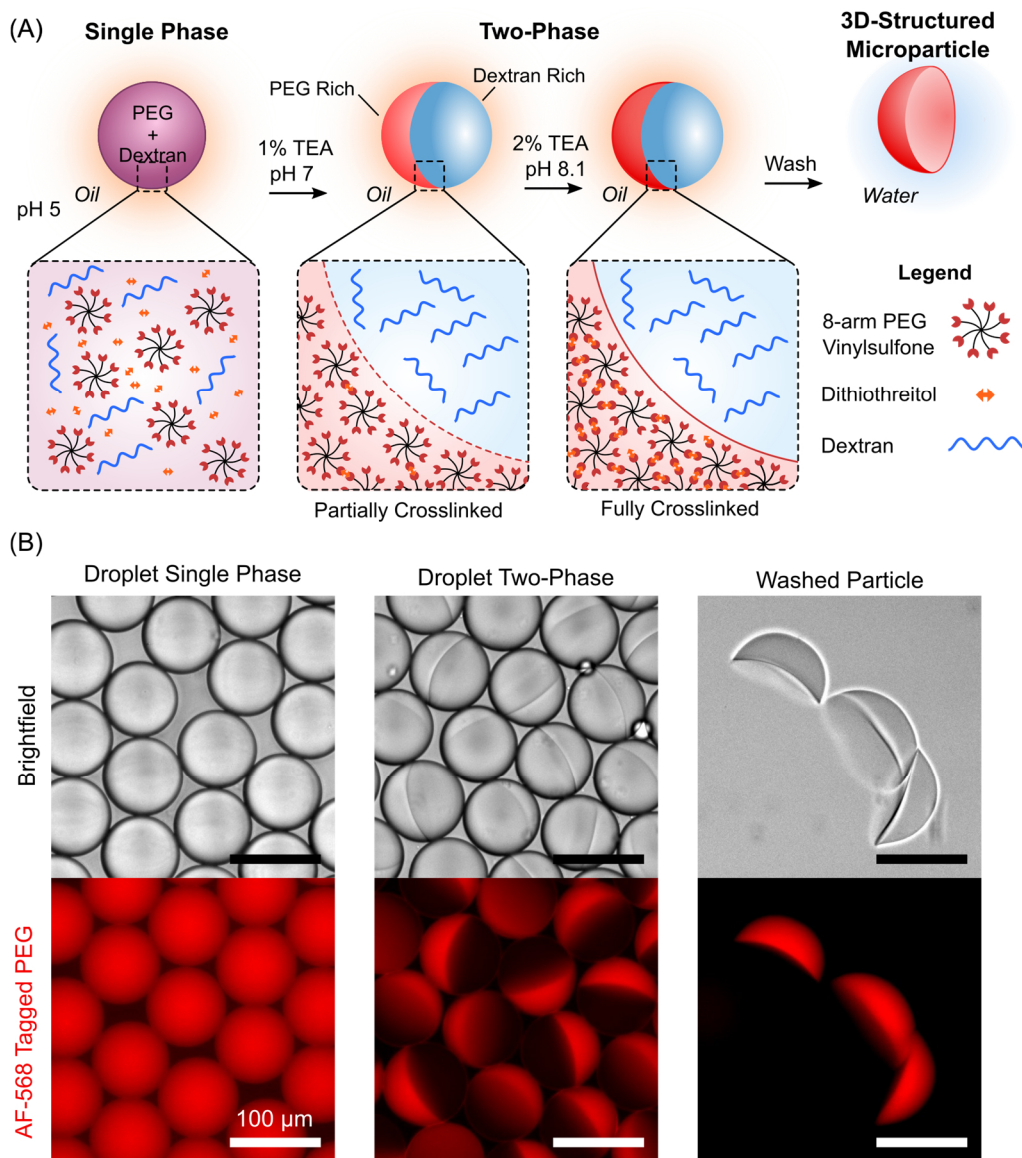 (A)
Single Phase
Two-Phase
3D-Structured
Microparticle
PEG
+
Dextran
Oil
pH 5
1% TEA
pH 7
PEG Rich
Dextran Rich
Oil
2% TEA
pH 8.1
Oil
Wash
Water
Partially Crosslinked
Fully Crosslinked
Legend
8-arm PEG
Vinylsulfone
Dithiothreitol
Dextran
(B)
Droplet Single Phase
Droplet Two-Phase
Washed Particle
Brightfield
AF-568 Tagged PEG
100 μm